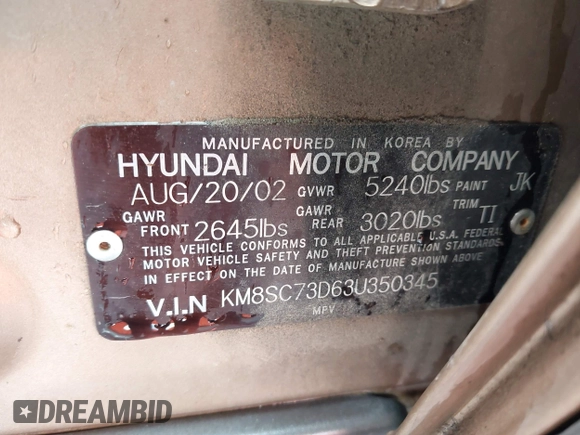 MANUFACTURED IN KOREA BY
HYUNDAI MOTOR COMPANY
AUG/20/02 GVWR 5240lbs PAINT JK
GAWR FRONT 2645lbs GAWR REAR 3020lbs TRIM TI
THIS VEHICLE CONFORMS TO ALL APPLICABLE U.S.A. FEDERAL
MOTOR VEHICLE SAFETY AND THEFT PREVENTION STANDARDS
IN EFFECT ON THE DATE OF MANUFACTURE SHOWN ABOVE
V.I.N KM8SC73D63U350345
MPV
DREAMBID